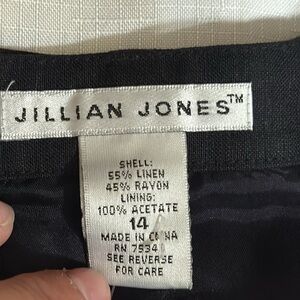 JILLIAN JONES™
SHELL:
55% LINEN
45% RAYON
LINING:
100% ACETATE
14
MADE IN CHINA
RN 75341
SEE REVERSE
FOR CARE